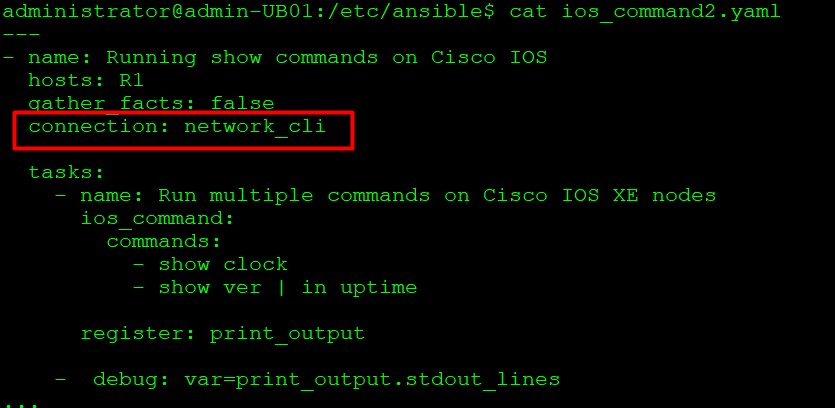 administrator@admin-UB01:/etc/ansible$ cat ios_command2.yaml
---
- name: Running show commands on Cisco IOS
  hosts: R1
  gather_facts: false
  connection: network_cli

  tasks:
    - name: Run multiple commands on Cisco IOS XE nodes
      ios_command:
        commands:
          - show clock
          - show ver | in uptime

      register: print_output

    -  debug: var=print_output.stdout_lines
...